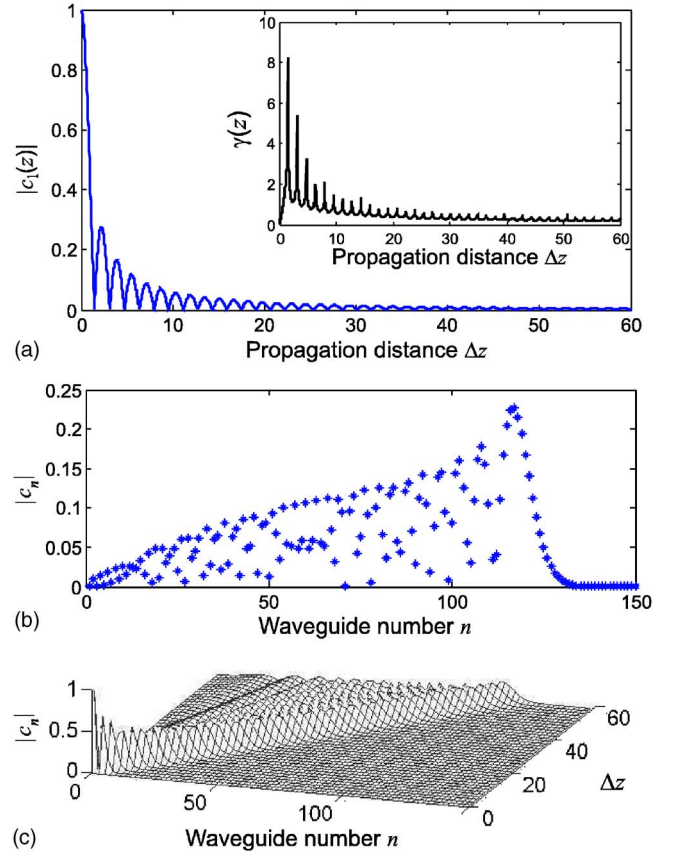 1
0.8
0.6
0.4
0.2
0
|c₁(z)|
0 10 20 30 40 50 60
Propagation distance Δz
10
8
6
4
2
0
γ(z)
0 10 20 30 40 50 60
Propagation distance Δz
(a)
0.25
0.2
0.15
0.1
0.05
0
|cₙ|
0 50 100 150
Waveguide number n
(b)
1
0.5
0
|cₙ|
0 50 100
Waveguide number n
0 20 40 60
Δz
(c)